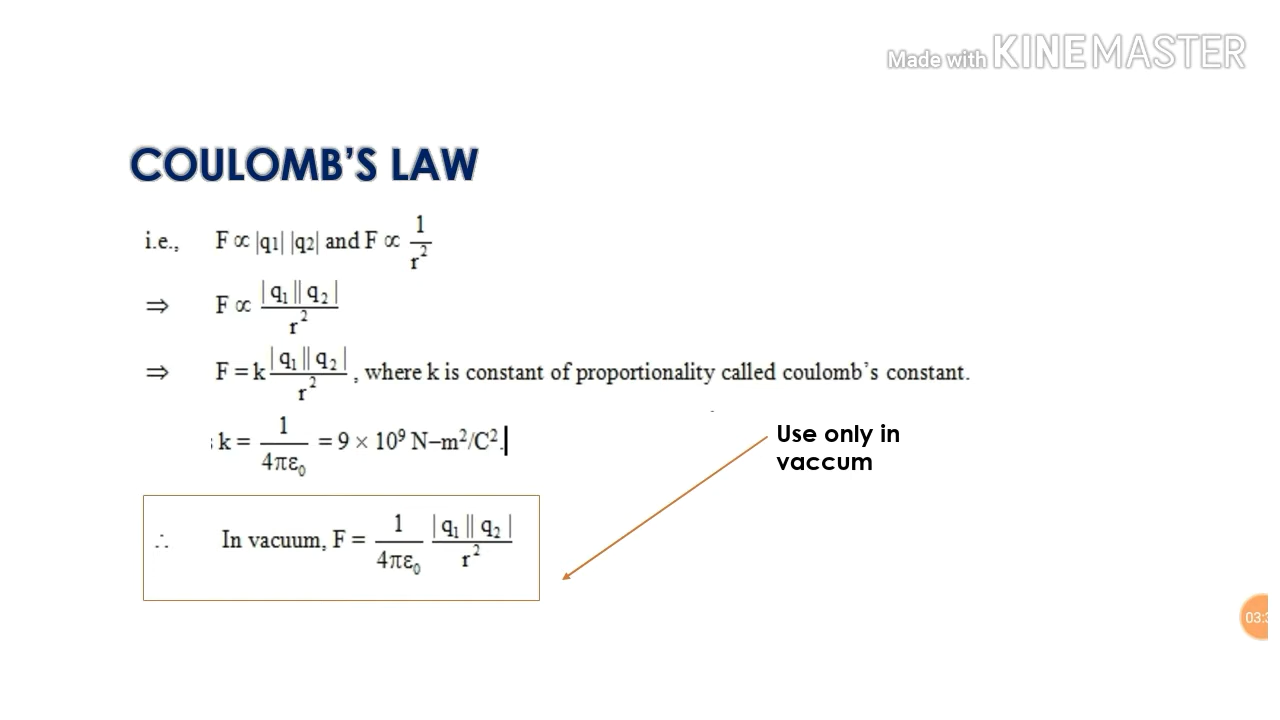 Made with KINEMASTER
COULOMB'S LAW
i.e., F ∝ |q1| |q2| and F ∝ 1/r²
⇒ F ∝ |q₁||q₂|/r²
⇒ F = k |q₁||q₂|/r² , where k is constant of proportionality called coulomb's constant.
k = 1/4πε₀ = 9 × 10⁹ N–m²/C².
Use only in
vaccum
∴ In vacuum, F = 1/4πε₀ |q₁||q₂|/r²